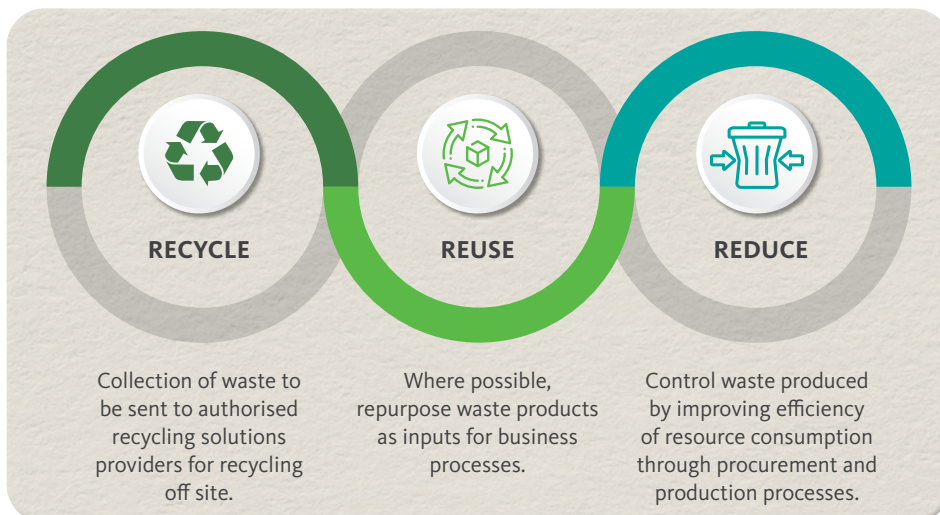 RECYCLE
Collection of waste to
be sent to authorised
recycling solutions
providers for recycling
off site.
REUSE
Where possible,
repurpose waste products
as inputs for business
processes.
REDUCE
Control waste produced
by improving efficiency
of resource consumption
through procurement and
production processes.